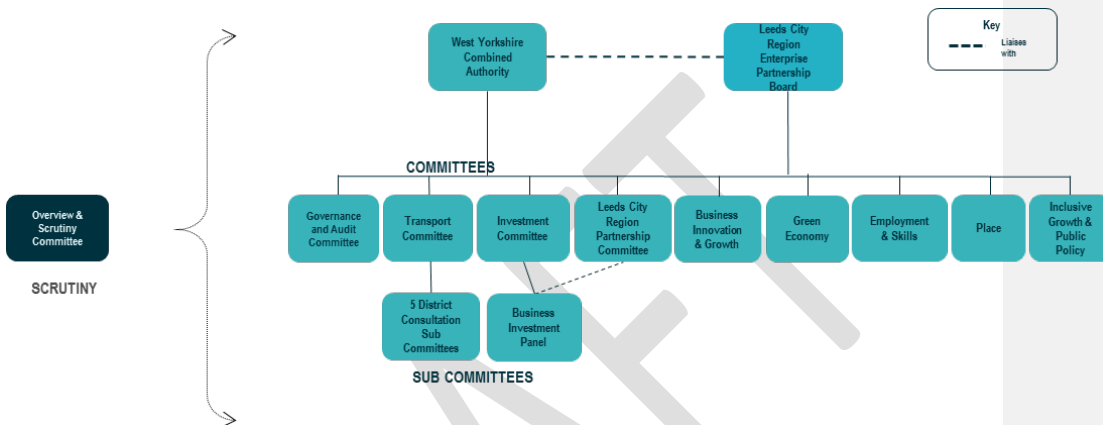 West Yorkshire
Combined
Authority
Leeds City
Region
Enterprise
Partnership
Board
Key
Liaises
with
COMMITTEES
Overview &
Scrutiny
Committee
SCRUTINY
Governance
and Audit
Committee
Transport
Committee
Investment
Committee
Leeds City
Region
Partnership
Committee
Business
Innovation
& Growth
Green
Economy
Employment
& Skills
Place
Inclusive
Growth &
Public
Policy
5 District
Consultation
Sub
Committees
Business
Investment
Panel
SUB COMMITTEES